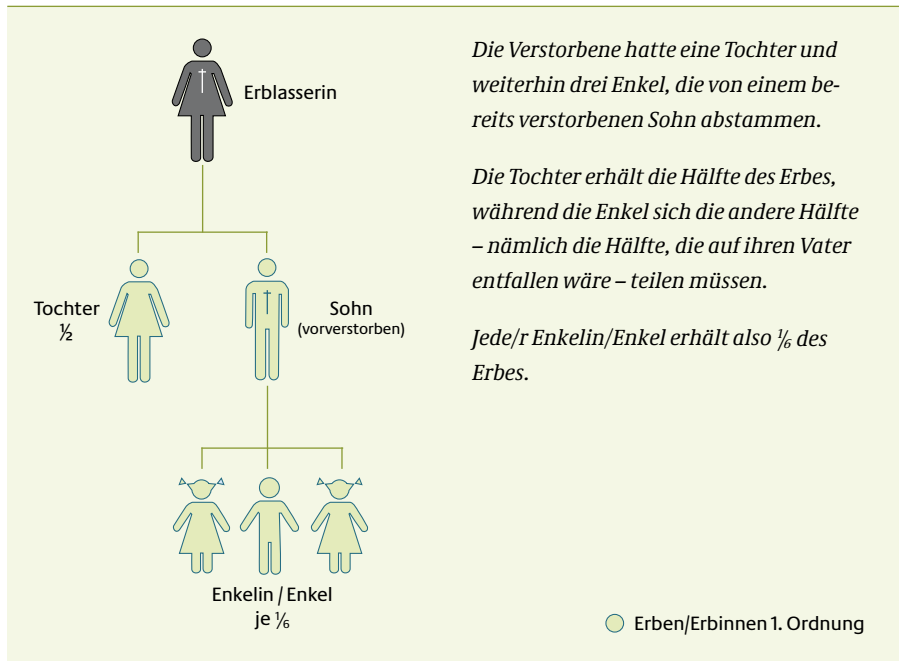 Erblasserin
Tochter
½
Sohn
(vorverstorben)
Enkelin / Enkel
je ⅙
Die Verstorbene hatte eine Tochter und
weiterhin drei Enkel, die von einem be-
reits verstorbenen Sohn abstammen.
Die Tochter erhält die Hälfte des Erbes,
während die Enkel sich die andere Hälfte
– nämlich die Hälfte, die auf ihren Vater
entfallen wäre – teilen müssen.
Jede/r Enkelin/Enkel erhält also ⅙ des
Erbes.
Erben/Erbinnen 1. Ordnung